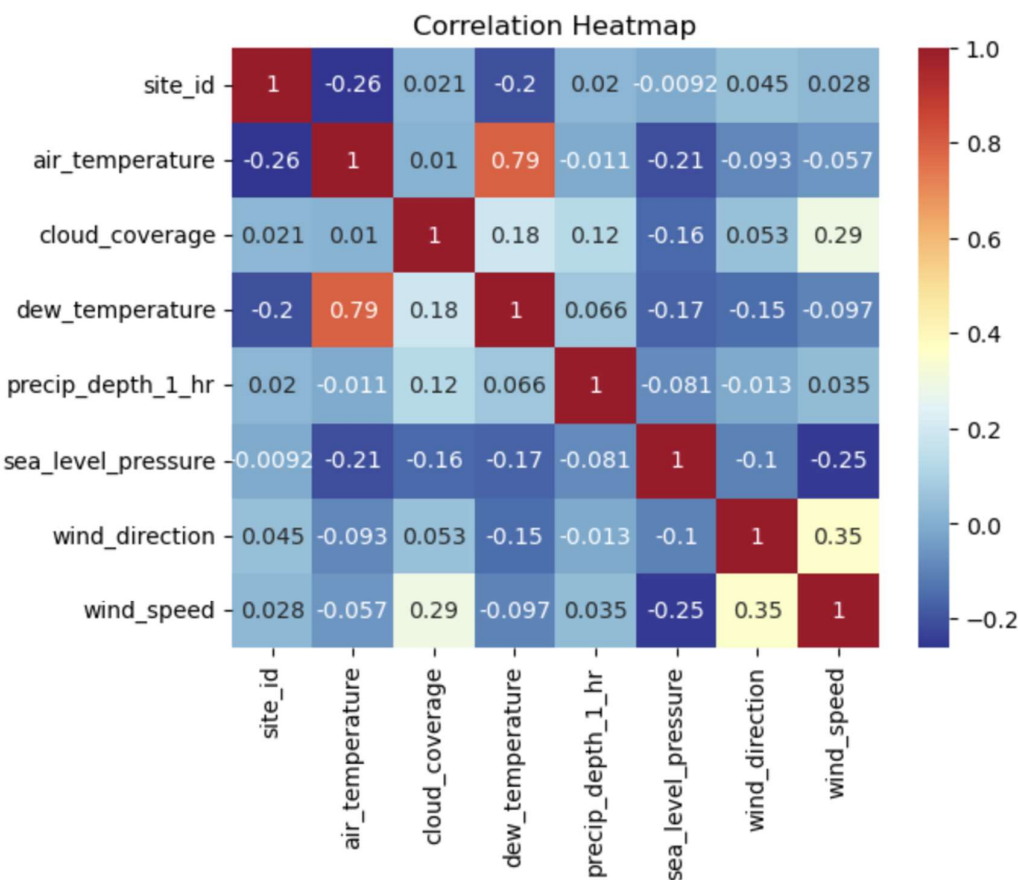 Correlation Heatmap
site_id 1 -0.26 0.021 -0.2 0.02 -0.0092 0.045 0.028
air_temperature -0.26 1 0.01 0.79 -0.011 -0.21 -0.093 -0.057
cloud_coverage 0.021 0.01 1 0.18 0.12 -0.16 0.053 0.29
dew_temperature -0.2 0.79 0.18 1 0.066 -0.17 -0.15 -0.097
precip_depth_1_hr 0.02 -0.011 0.12 0.066 1 -0.081 -0.013 0.035
sea_level_pressure -0.0092 -0.21 -0.16 -0.17 -0.081 1 -0.1 -0.25
wind_direction 0.045 -0.093 0.053 -0.15 -0.013 -0.1 1 0.35
wind_speed 0.028 -0.057 0.29 -0.097 0.035 -0.25 0.35 1
site_id
air_temperature
cloud_coverage
dew_temperature
precip_depth_1_hr
sea_level_pressure
wind_direction
wind_speed
1.0
0.8
0.6
0.4
0.2
0.0
−0.2